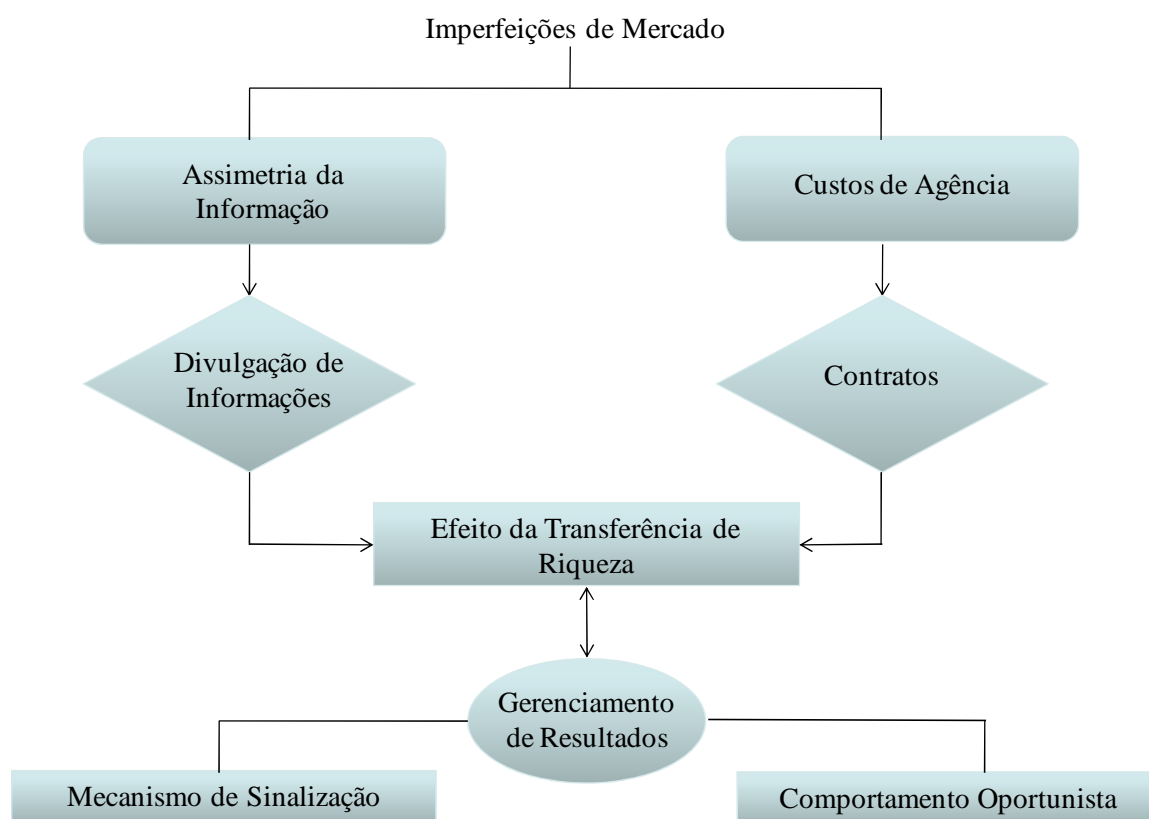 Imperfeições de Mercado
Assimetria da
Informação
Custos de Agência
Divulgação de
Informações
Contratos
Efeito da Transferência de
Riqueza
Gerenciamento
de Resultados
Mecanismo de Sinalização
Comportamento Oportunista